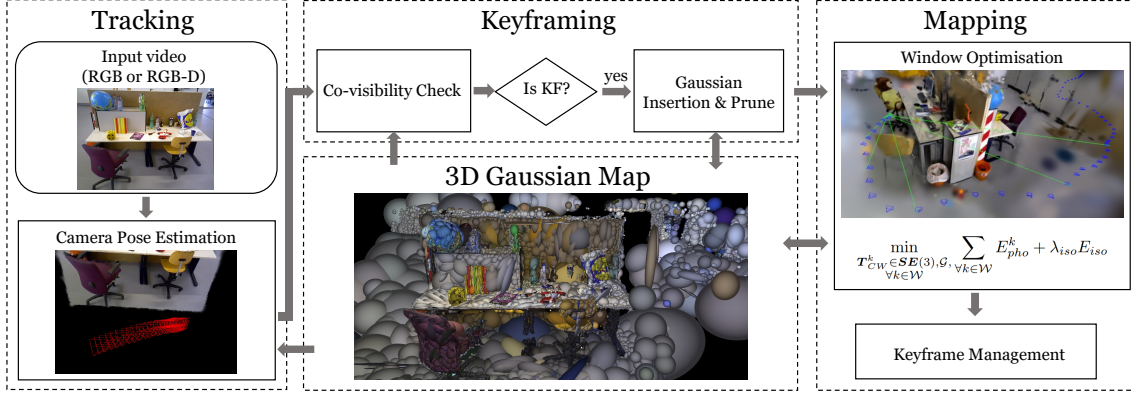 Tracking
Input video
(RGB or RGB-D)
Camera Pose Estimation
Keyframing
Co-visibility Check
Is KF?
yes
Gaussian
Insertion & Prune
3D Gaussian Map
Mapping
Window Optimisation
min_{T^k_{CW} ∈ SE(3), 𝒢, ∀k∈𝒲} ∑_{∀k∈𝒲} E^k_{pho} + λ_{iso}E_{iso}
Keyframe Management